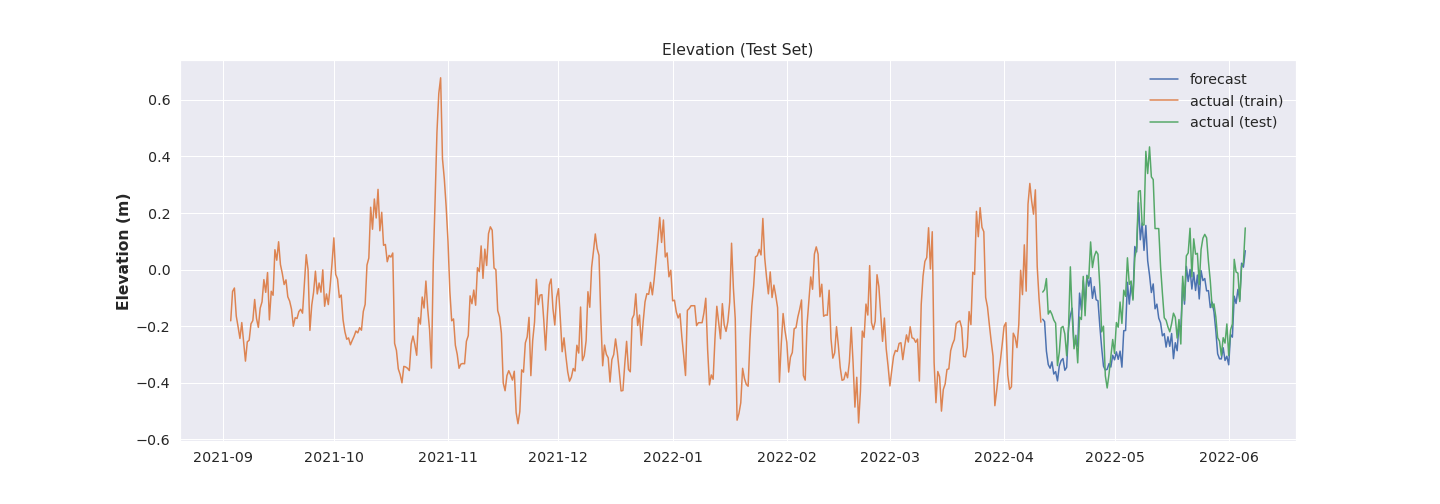 Elevation (Test Set)
forecast
actual (train)
actual (test)
Elevation (m)
0.6
0.4
0.2
0.0
−0.2
−0.4
−0.6
2021-09 2021-10 2021-11 2021-12 2022-01 2022-02 2022-03 2022-04 2022-05 2022-06